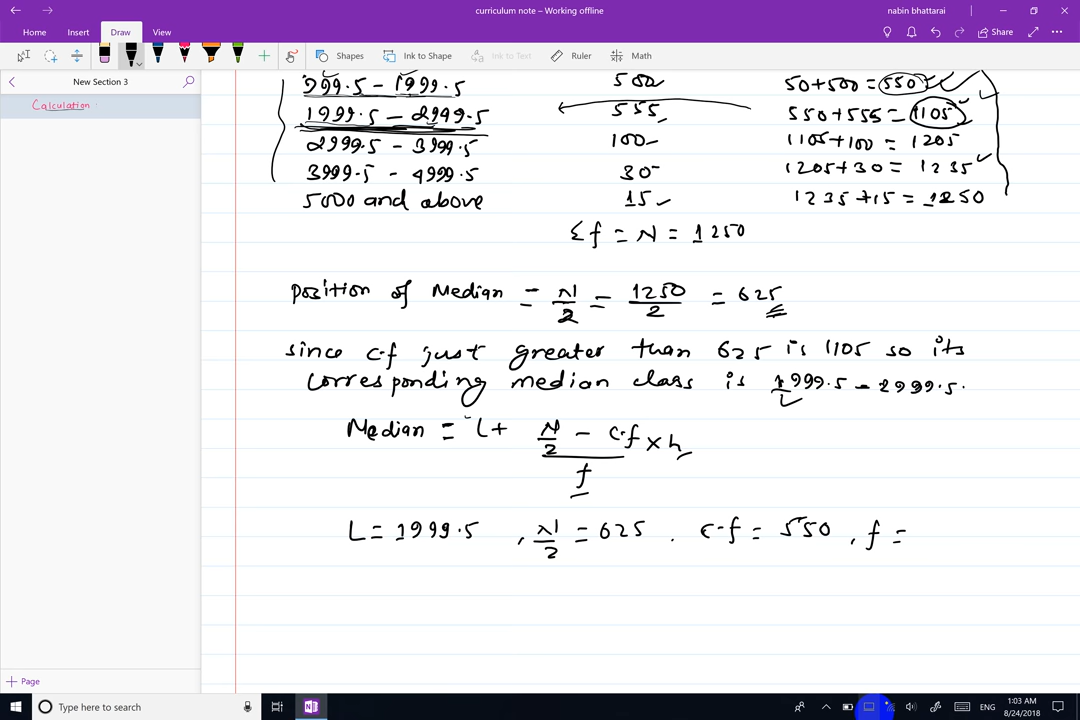 curriculum note – Working offline
nabin bhattarai
Home Insert Draw View
Share
Shapes Ink to Shape Ink to Text Ruler Math
New Section 3
Calculation
999.5 – 1999.5 500 50+500 = 550
1999.5 – 2999.5 555 550+555 = 1105
2999.5 – 3999.5 100 1105+100 = 1205
3999.5 - 4999.5 30 1205+30 = 1235
5000 and above 15 1235+15 = 1250
Σf = N = 1250
position of Median = N/2 = 1250/2 = 625
since c.f just greater than 625 is 1105 so its
corresponding median class is 1999.5 - 2999.5.
Median = L+ N/2 - c.f × h
f
L = 1999.5 , N/2 = 625 . c.f = 550 , f =
+ Page
Type here to search
ENG
1:03 AM
8/24/2018